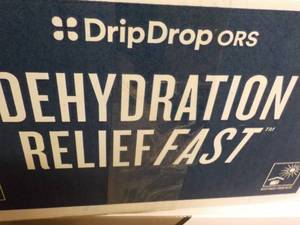 DripDrop ORS
DEHYDRATION
RELIEF FAST™